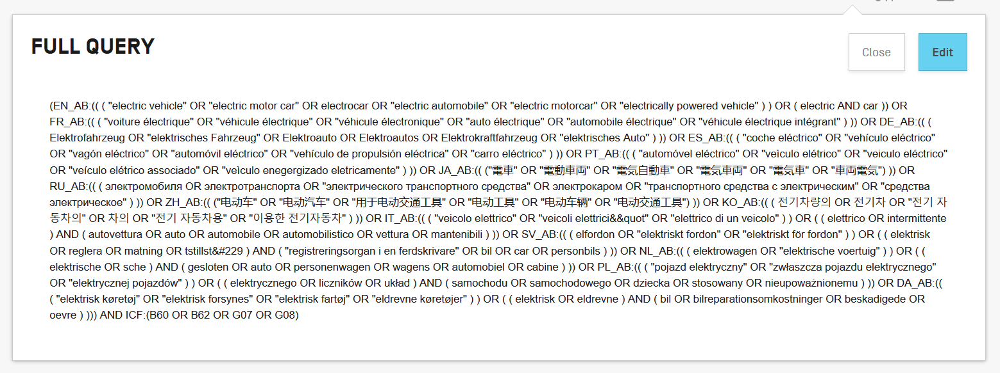 FULL QUERY
Close
Edit
(EN_AB:(( ( "electric vehicle" OR "electric motor car" OR electrocar OR "electric automobile" OR "electric motorcar" OR "electrically powered vehicle" ) ) OR ( electric AND car )) OR
FR_AB:(( ( "voiture électrique" OR "véhicule électrique" OR "véhicule électronique" OR "auto électrique" OR "automobile électrique" OR "véhicule électrique intégrant" ) )) OR DE_AB:(( (
Elektrofahrzeug OR "elektrisches Fahrzeug" OR Elektroauto OR Elektroautos OR Elektrokraftfahrzeug OR "elektrisches Auto" ) )) OR ES_AB:(( ( "coche eléctrico" OR "vehículo eléctrico"
OR "vagón eléctrico" OR "automóvil eléctrico" OR "vehículo de propulsión eléctrica" OR "carro eléctrico" ) )) OR PT_AB:(( ( "automóvel eléctrico" OR "veìculo elétrico" OR "veiculo eléctrico"
OR "veículo elétrico associado" OR "veìculo enegergizado eletricamente" ) )) OR JA_AB:(( ("電車" OR "電動車両" OR "電気自動車" OR "電気車両" OR "電気車" OR "車両電気") )) OR
RU_AB:(( ( электромобиля OR электротранспорта OR "электрического транспортного средства" OR электрокаром OR "транспортного средства с электрическим" OR "средства
электрическое" ) )) OR ZH_AB:(( ("电动车" OR "电动汽车" OR "用于电动交通工具" OR "电动工具" OR "电动车辆" OR "电动交通工具") )) OR KO_AB:(( ( 전기차량의 OR 전기차 OR "전기 자
동차의" OR 차의 OR "전기 자동차용" OR "이용한 전기자동차" ) )) OR IT_AB:(( ( "veicolo elettrico" OR "veicoli elettrici&&quot" OR "elettrico di un veicolo" ) ) OR ( ( elettrico OR intermittente
) AND ( autovettura OR auto OR automobile OR automobilistico OR vettura OR mantenibili ) )) OR SV_AB:(( ( elfordon OR "elektriskt fordon" OR "elektriskt för fordon" ) ) OR ( ( elektrisk
OR reglera OR matning OR tstillst&#229 ) AND ( "registreringsorgan i en ferdskrivare" OR bil OR car OR personbils ) )) OR NL_AB:(( ( elektrowagen OR "elektrische voertuig" ) ) OR ( (
elektrische OR sche ) AND ( gesloten OR auto OR personenwagen OR wagens OR automobiel OR cabine ) )) OR PL_AB:(( ( "pojazd elektryczny" OR "zwłaszcza pojazdu elektrycznego"
OR "elektrycznej pojazdów" ) ) OR ( ( elektrycznego OR liczników OR układ ) AND ( samochodu OR samochodowego OR dziecka OR stosowany OR nieupoważnionemu ) )) OR DA_AB:((
( "elektrisk køretøj" OR "elektrisk forsynes" OR "elektrisk fartøj" OR "eldrevne køretøjer" ) ) OR ( ( elektrisk OR eldrevne ) AND ( bil OR bilreparationsomkostninger OR beskadigede OR
oevre ) ))) AND ICF:(B60 OR B62 OR G07 OR G08)